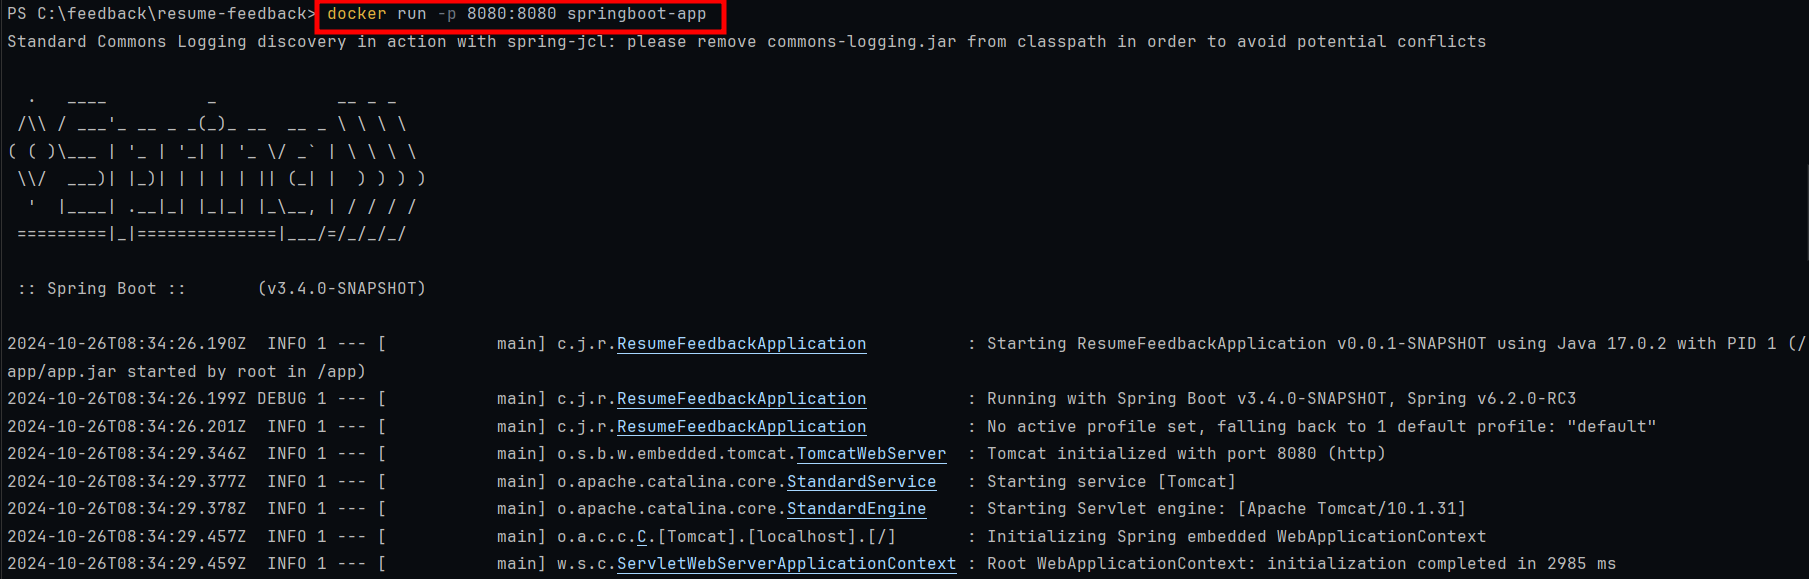 PS C:\feedback\resume-feedback> docker run -p 8080:8080 springboot-app
Standard Commons Logging discovery in action with spring-jcl: please remove commons-logging.jar from classpath in order to avoid potential conflicts
  .   ____          _            __ _ _
 /\\ / ___'_ __ _ _(_)_ __  __ _ \ \ \ \
( ( )\___ | '_ | '_| | '_ \/ _` | \ \ \ \
 \\/  ___)| |_)| | | | | || (_| |  ) ) ) )
  '  |____| .__|_| |_|_| |_\__, | / / / /
 =========|_|==============|___/=/_/_/_/
 :: Spring Boot ::       (v3.4.0-SNAPSHOT)
2024-10-26T08:34:26.190Z  INFO 1 --- [           main] c.j.r.ResumeFeedbackApplication          : Starting ResumeFeedbackApplication v0.0.1-SNAPSHOT using Java 17.0.2 with PID 1 (/
app/app.jar started by root in /app)
2024-10-26T08:34:26.199Z DEBUG 1 --- [           main] c.j.r.ResumeFeedbackApplication          : Running with Spring Boot v3.4.0-SNAPSHOT, Spring v6.2.0-RC3
2024-10-26T08:34:26.201Z  INFO 1 --- [           main] c.j.r.ResumeFeedbackApplication          : No active profile set, falling back to 1 default profile: "default"
2024-10-26T08:34:29.346Z  INFO 1 --- [           main] o.s.b.w.embedded.tomcat.TomcatWebServer  : Tomcat initialized with port 8080 (http)
2024-10-26T08:34:29.377Z  INFO 1 --- [           main] o.apache.catalina.core.StandardService   : Starting service [Tomcat]
2024-10-26T08:34:29.378Z  INFO 1 --- [           main] o.apache.catalina.core.StandardEngine    : Starting Servlet engine: [Apache Tomcat/10.1.31]
2024-10-26T08:34:29.457Z  INFO 1 --- [           main] o.a.c.c.C.[Tomcat].[localhost].[/]       : Initializing Spring embedded WebApplicationContext
2024-10-26T08:34:29.459Z  INFO 1 --- [           main] w.s.c.ServletWebServerApplicationContext : Root WebApplicationContext: initialization completed in 2985 ms